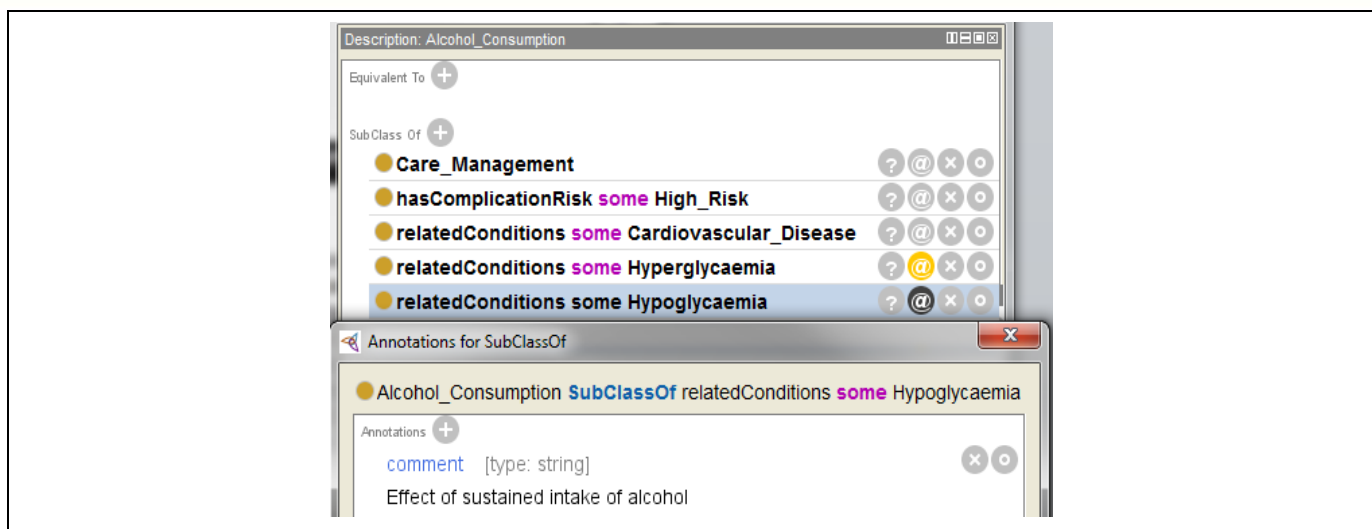 Description: Alcohol_Consumption
Equivalent To
SubClass Of
Care_Management
hasComplicationRisk some High_Risk
relatedConditions some Cardiovascular_Disease
relatedConditions some Hyperglycaemia
relatedConditions some Hypoglycaemia
Annotations for SubClassOf
Alcohol_Consumption SubClassOf relatedConditions some Hypoglycaemia
Annotations
comment [type: string]
Effect of sustained intake of alcohol